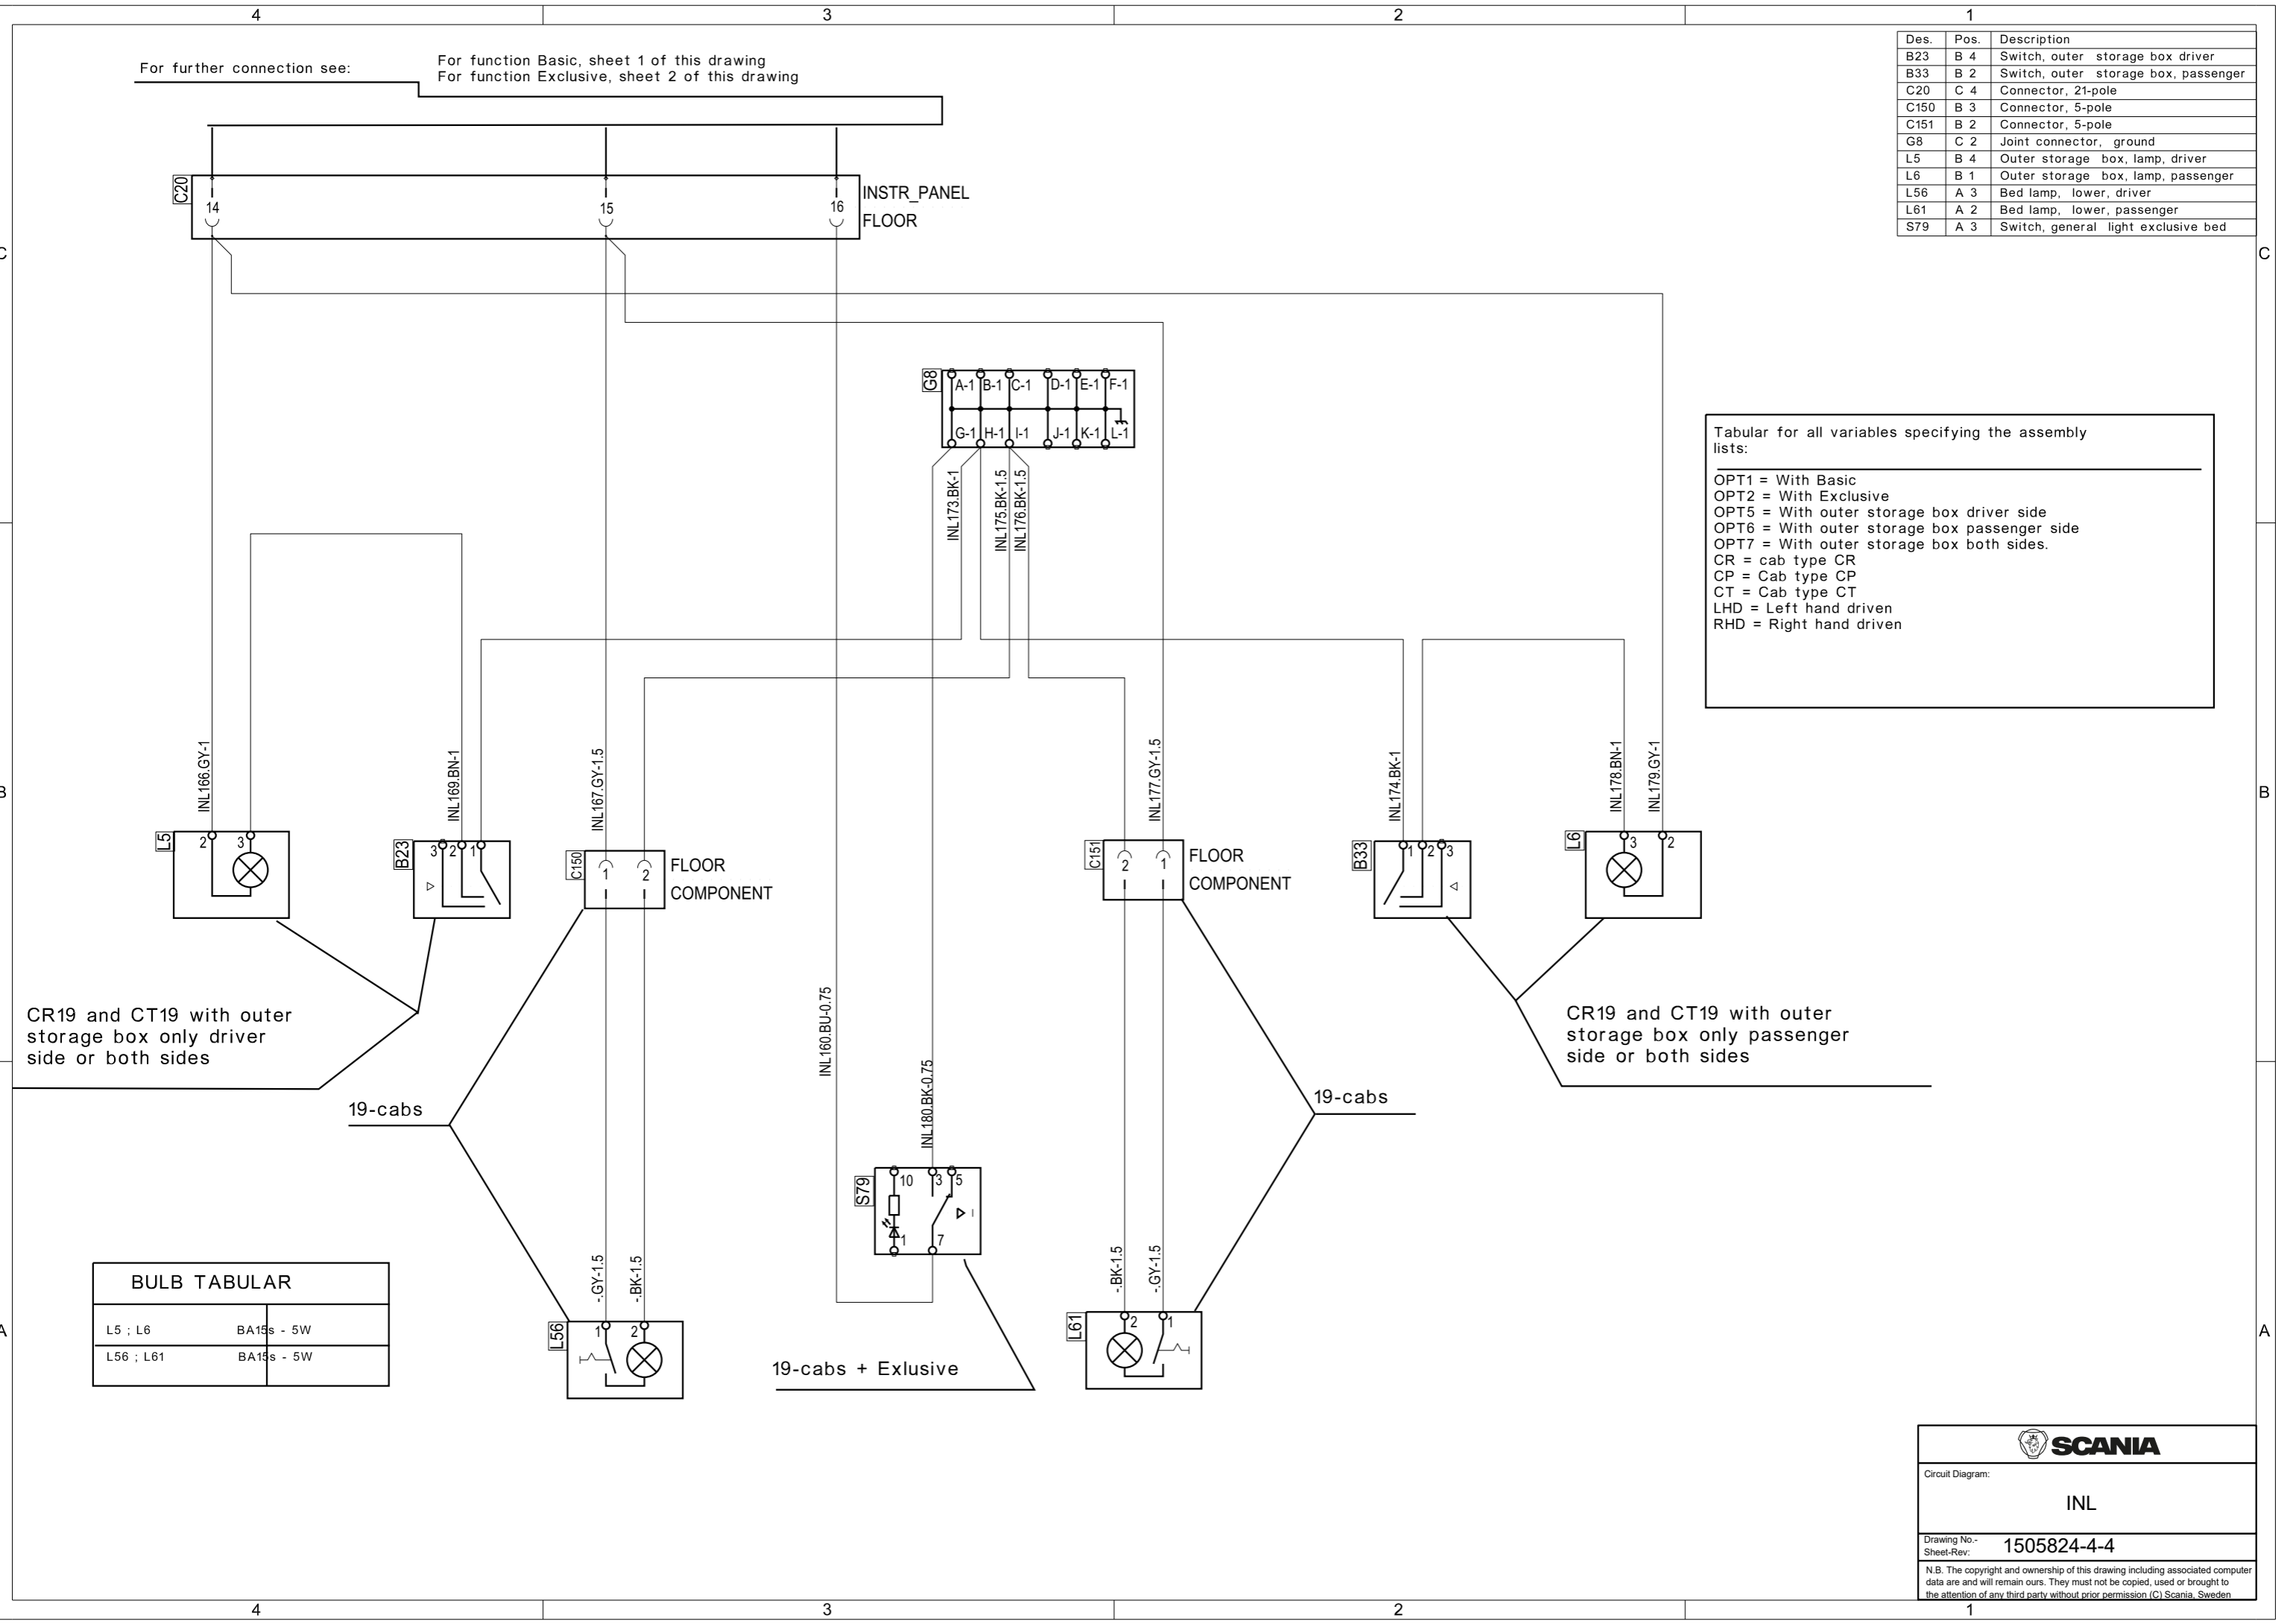 4 3 2 1
For further connection see:
For function Basic, sheet 1 of this drawing
For function Exclusive, sheet 2 of this drawing
Des. Pos. Description
B23 B 4 Switch, outer storage box driver
B33 B 2 Switch, outer storage box, passenger
C20 C 4 Connector, 21-pole
C150 B 3 Connector, 5-pole
C151 B 2 Connector, 5-pole
G8 C 2 Joint connector, ground
L5 B 4 Outer storage box, lamp, driver
L6 B 1 Outer storage box, lamp, passenger
L56 A 3 Bed lamp, lower, driver
L61 A 2 Bed lamp, lower, passenger
S79 A 3 Switch, general light exclusive bed
C20
14 15 16
INSTR_PANEL
FLOOR
C C
G8
A-1 B-1 C-1 D-1 E-1 F-1
G-1 H-1 I-1 J-1 K-1 L-1
INL173.BK-1
INL175.BK-1.5
INL176.BK-1.5
Tabular for all variables specifying the assembly
lists:
OPT1 = With Basic
OPT2 = With Exclusive
OPT5 = With outer storage box driver side
OPT6 = With outer storage box passenger side
OPT7 = With outer storage box both sides.
CR = cab type CR
CP = Cab type CP
CT = Cab type CT
LHD = Left hand driven
RHD = Right hand driven
INL166.GY-1
INL169.BN-1
INL167.GY-1.5
INL177.GY-1.5
INL174.BK-1
INL178.BN-1
INL179.GY-1
B B
L5
2 3
B23
3 2 1
C150
1 2
FLOOR
COMPONENT
C151
2 1
FLOOR
COMPONENT
B33
1 2 3
L6
3 2
CR19 and CT19 with outer
storage box only driver
side or both sides
INL160.BU-0.75
INL180.BK-0.75
CR19 and CT19 with outer
storage box only passenger
side or both sides
19-cabs
19-cabs
S79
10 3 5
1 7
-.GY-1.5
-.BK-1.5
-.BK-1.5
-.GY-1.5
BULB TABULAR
L5 ; L6 BA15s - 5W
L56 ; L61 BA15s - 5W
A A
L56
1 2
L61
2 1
19-cabs + Exlusive
SCANIA
Circuit Diagram:
INL
Drawing No.-
Sheet-Rev:
1505824-4-4
N.B. The copyright and ownership of this drawing including associated computer
data are and will remain ours. They must not be copied, used or brought to
the attention of any third party without prior permission (C) Scania, Sweden
4 3 2 1